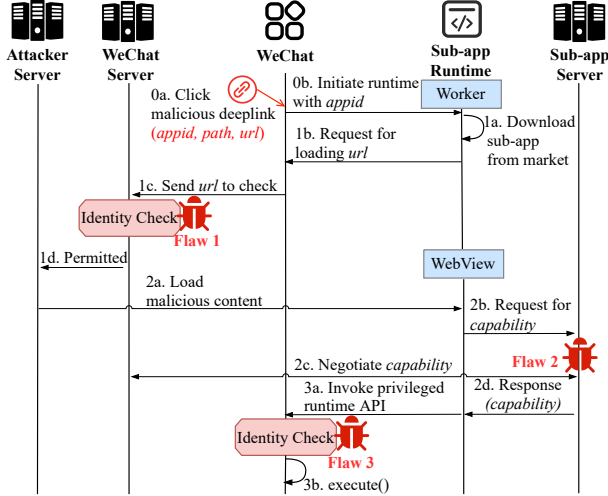 Attacker
Server
WeChat
Server
WeChat
Sub-app
Runtime
Sub-app
Server
0a. Click
malicious deeplink
(appid, path, url)
0b. Initiate runtime
with appid
Worker
1a. Download
sub-app
from market
1b. Request for
loading url
1c. Send url to check
Identity Check
Flaw 1
1d. Permitted
WebView
2a. Load
malicious content
2b. Request for
capability
Flaw 2
2c. Negotiate capability
2d. Response
(capability)
3a. Invoke privileged
runtime API
Identity Check
Flaw 3
3b. execute()